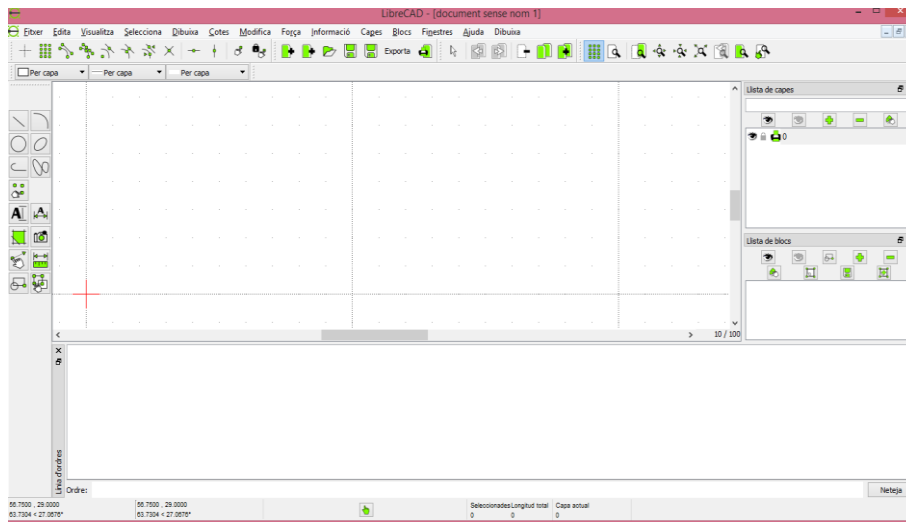 LibreCAD - [document sense nom 1]
Fitxer Edita Visualitza Selecciona Dibuixa Cotes Modifica Força Informació Capes Blocs Finestres Ajuda Dibuixa
Exporta
Per capa Per capa Per capa
Llista de capes
0
Llista de blocs
10 / 100
Línia d'ordres
Ordre:
Neteja
56.7500 , 29.0000 56.7500 , 29.0000 Seleccionades Longitud total Capa actual
63.7304 < 27.0676° 63.7304 < 27.0676° 0 0 0